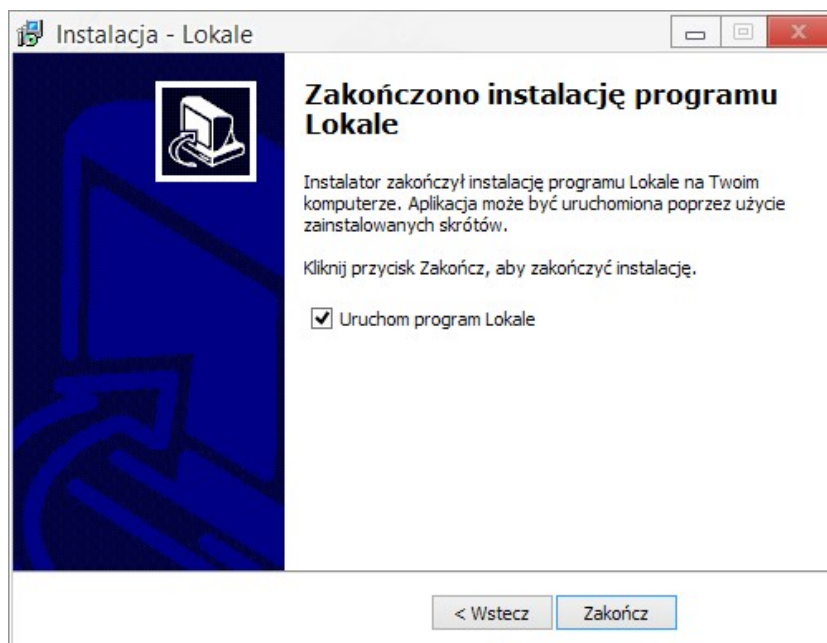 Instalacja - Lokale
Zakończono instalację programu
Lokale
Instalator zakończył instalację programu Lokale na Twoim
komputerze. Aplikacja może być uruchomiona poprzez użycie
zainstalowanych skrótów.
Kliknij przycisk Zakończ, aby zakończyć instalację.
Uruchom program Lokale
< Wstecz
Zakończ